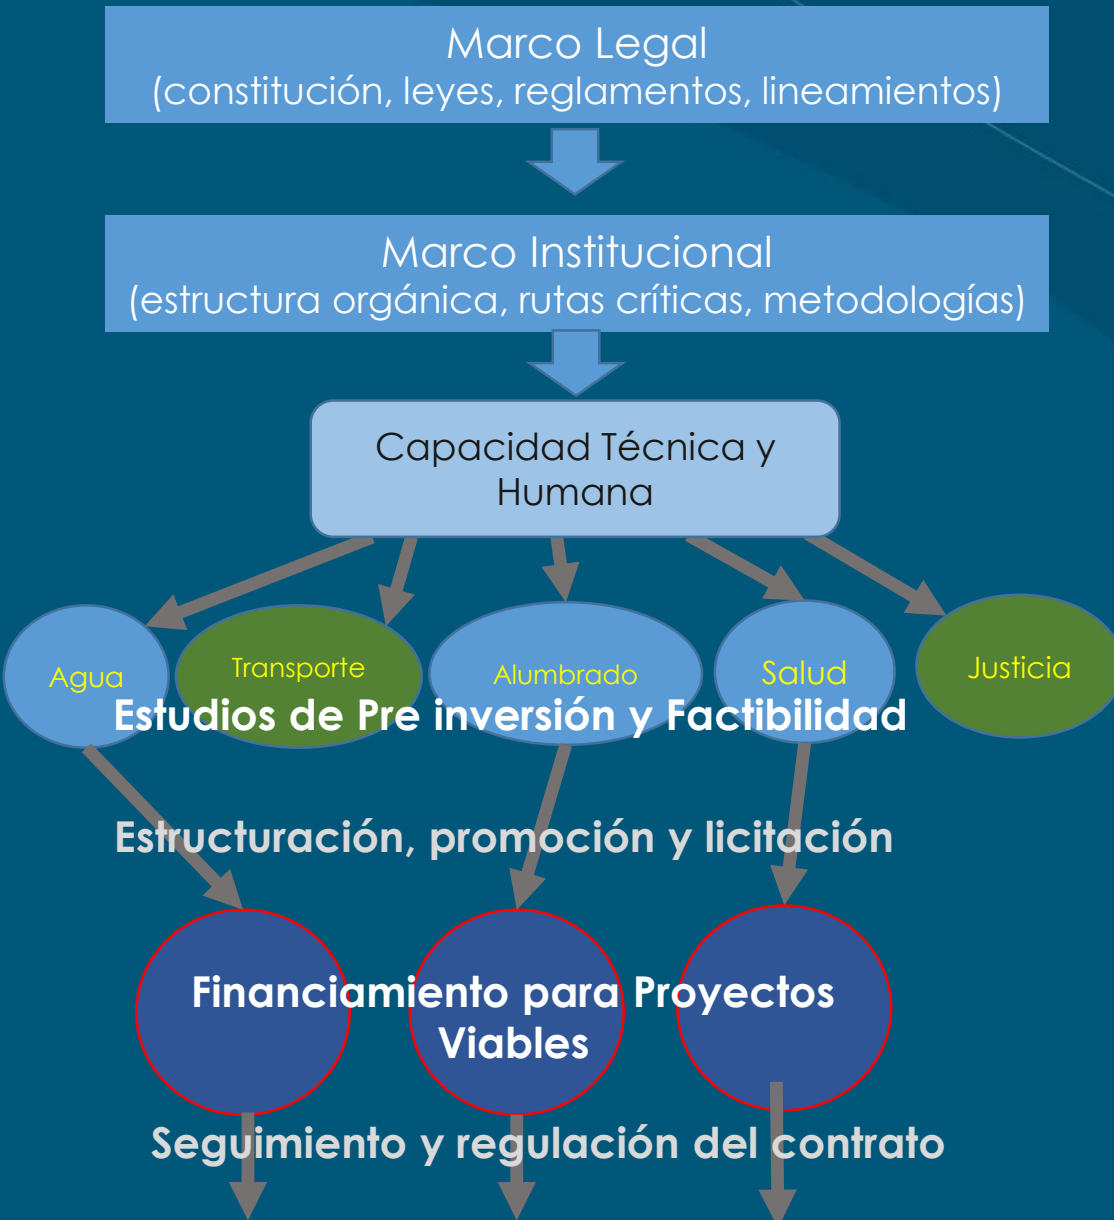 Marco Legal
(constitución, leyes, reglamentos, lineamientos)
Marco Institucional
(estructura orgánica, rutas críticas, metodologías)
Capacidad Técnica y
Humana
Agua
Transporte
Alumbrado
Salud
Justicia
Estudios de Pre inversión y Factibilidad
Estructuración, promoción y licitación
Financiamiento para Proyectos
Viables
Seguimiento y regulación del contrato